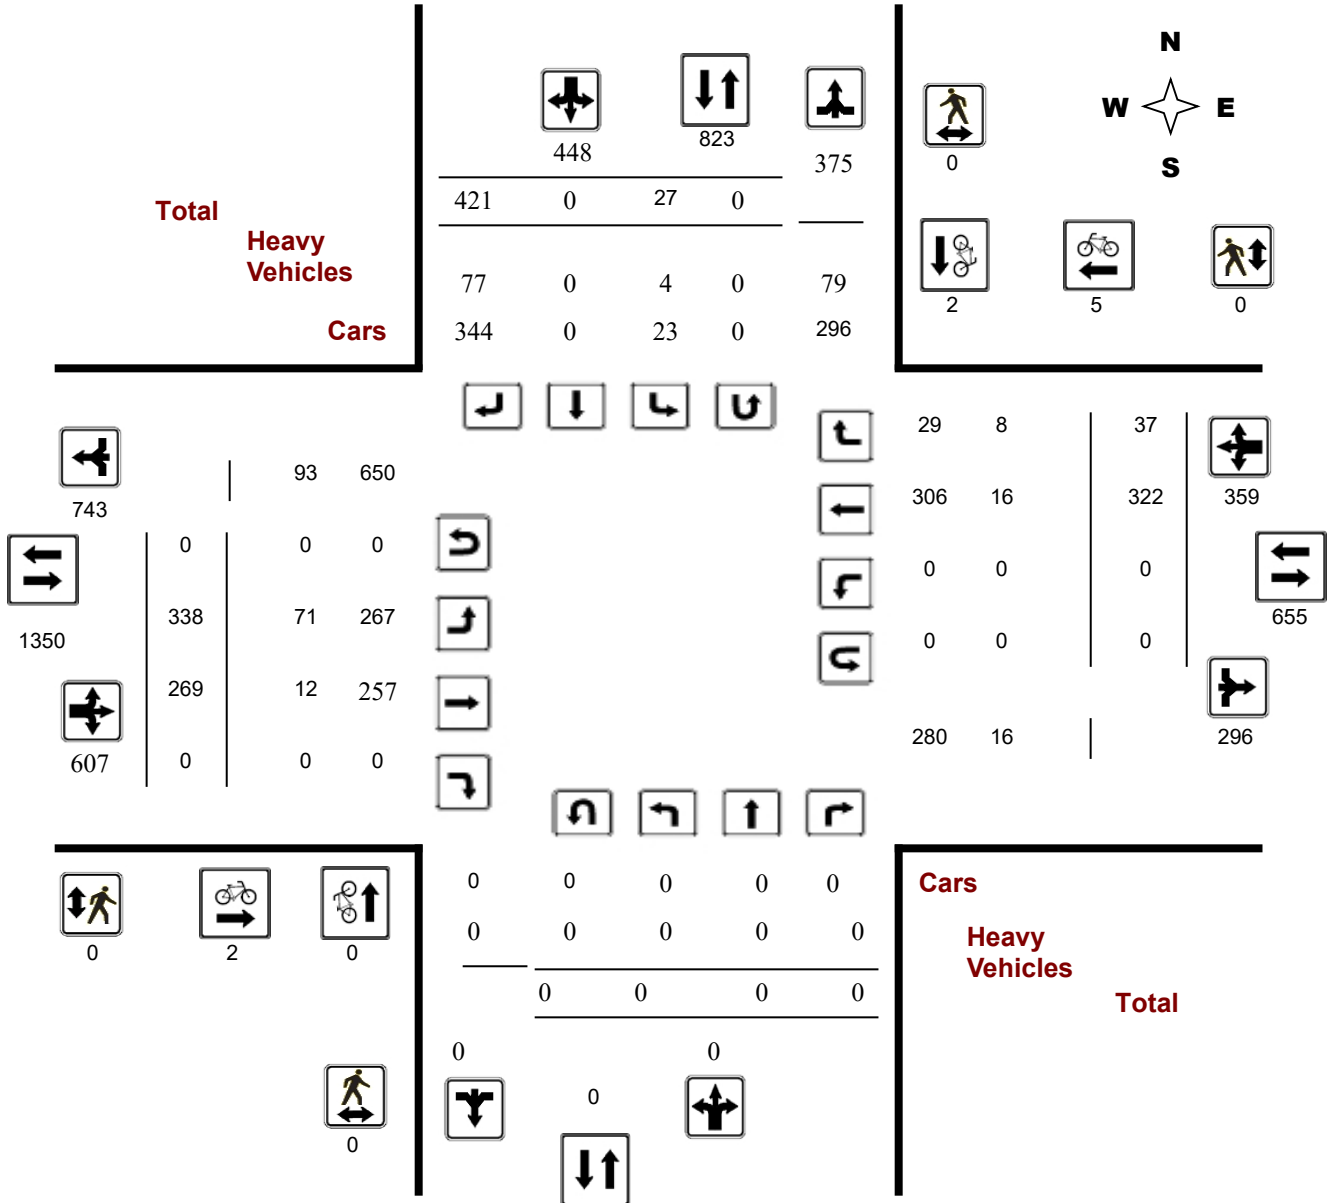 N
W E
S
448 823 375 0
421 0 27 0
Total
Heavy
Vehicles
77 0 4 0 79
2 5 0
Cars 344 0 23 0 296
29 8 37
93 650
743
306 16 322 359
0 0 0
0 0 0
655
338 71 267
1350
0 0 0
269 12 257
607 0 0 0
280 16 296
0 0 0 0 0
Cars
0 0 0 0 0
Heavy
Vehicles
0 2 0
0 0 0 0
Total
0 0
0
0